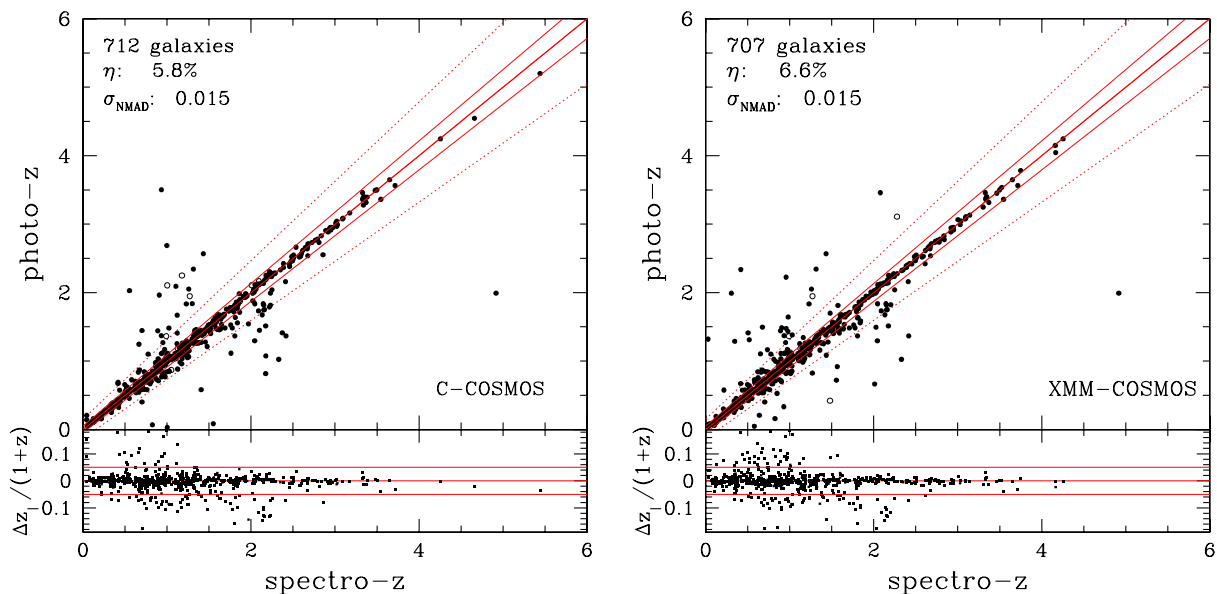 712 galaxies
η: 5.8%
σNMAD: 0.015
C-COSMOS
photo-z
6
4
2
0
Δz/(1+z)
0.1
0
-0.1
0 2 4 6
spectro-z
707 galaxies
η: 6.6%
σNMAD: 0.015
XMM-COSMOS
photo-z
6
4
2
0
Δz/(1+z)
0.1
0
-0.1
0 2 4 6
spectro-z